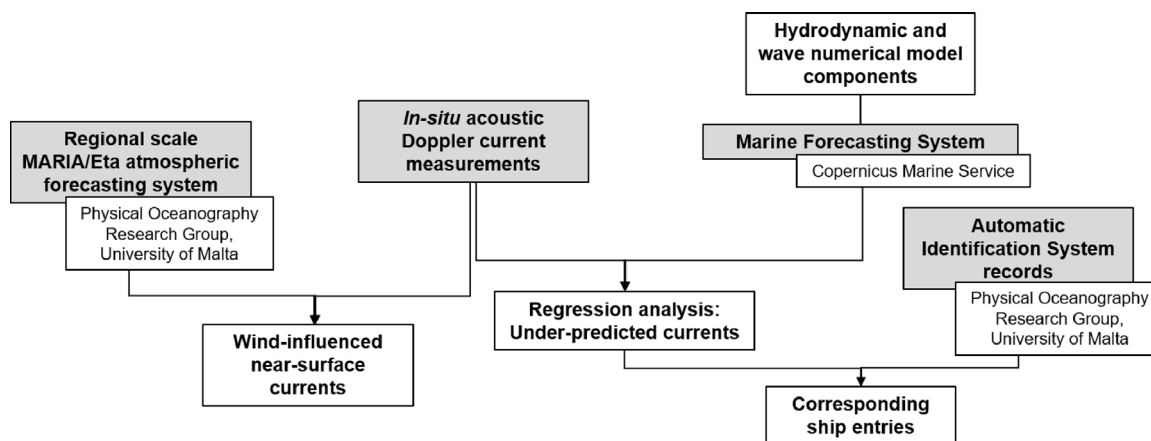 Hydrodynamic and
wave numerical model
components
In-situ acoustic
Doppler current
measurements
Regional scale
MARIA/Eta atmospheric
forecasting system
Marine Forecasting System
Copernicus Marine Service
Physical Oceanography
Research Group,
University of Malta
Automatic
Identification System
records
Physical Oceanography
Research Group,
University of Malta
Regression analysis:
Under-predicted currents
Wind-influenced
near-surface
currents
Corresponding
ship entries